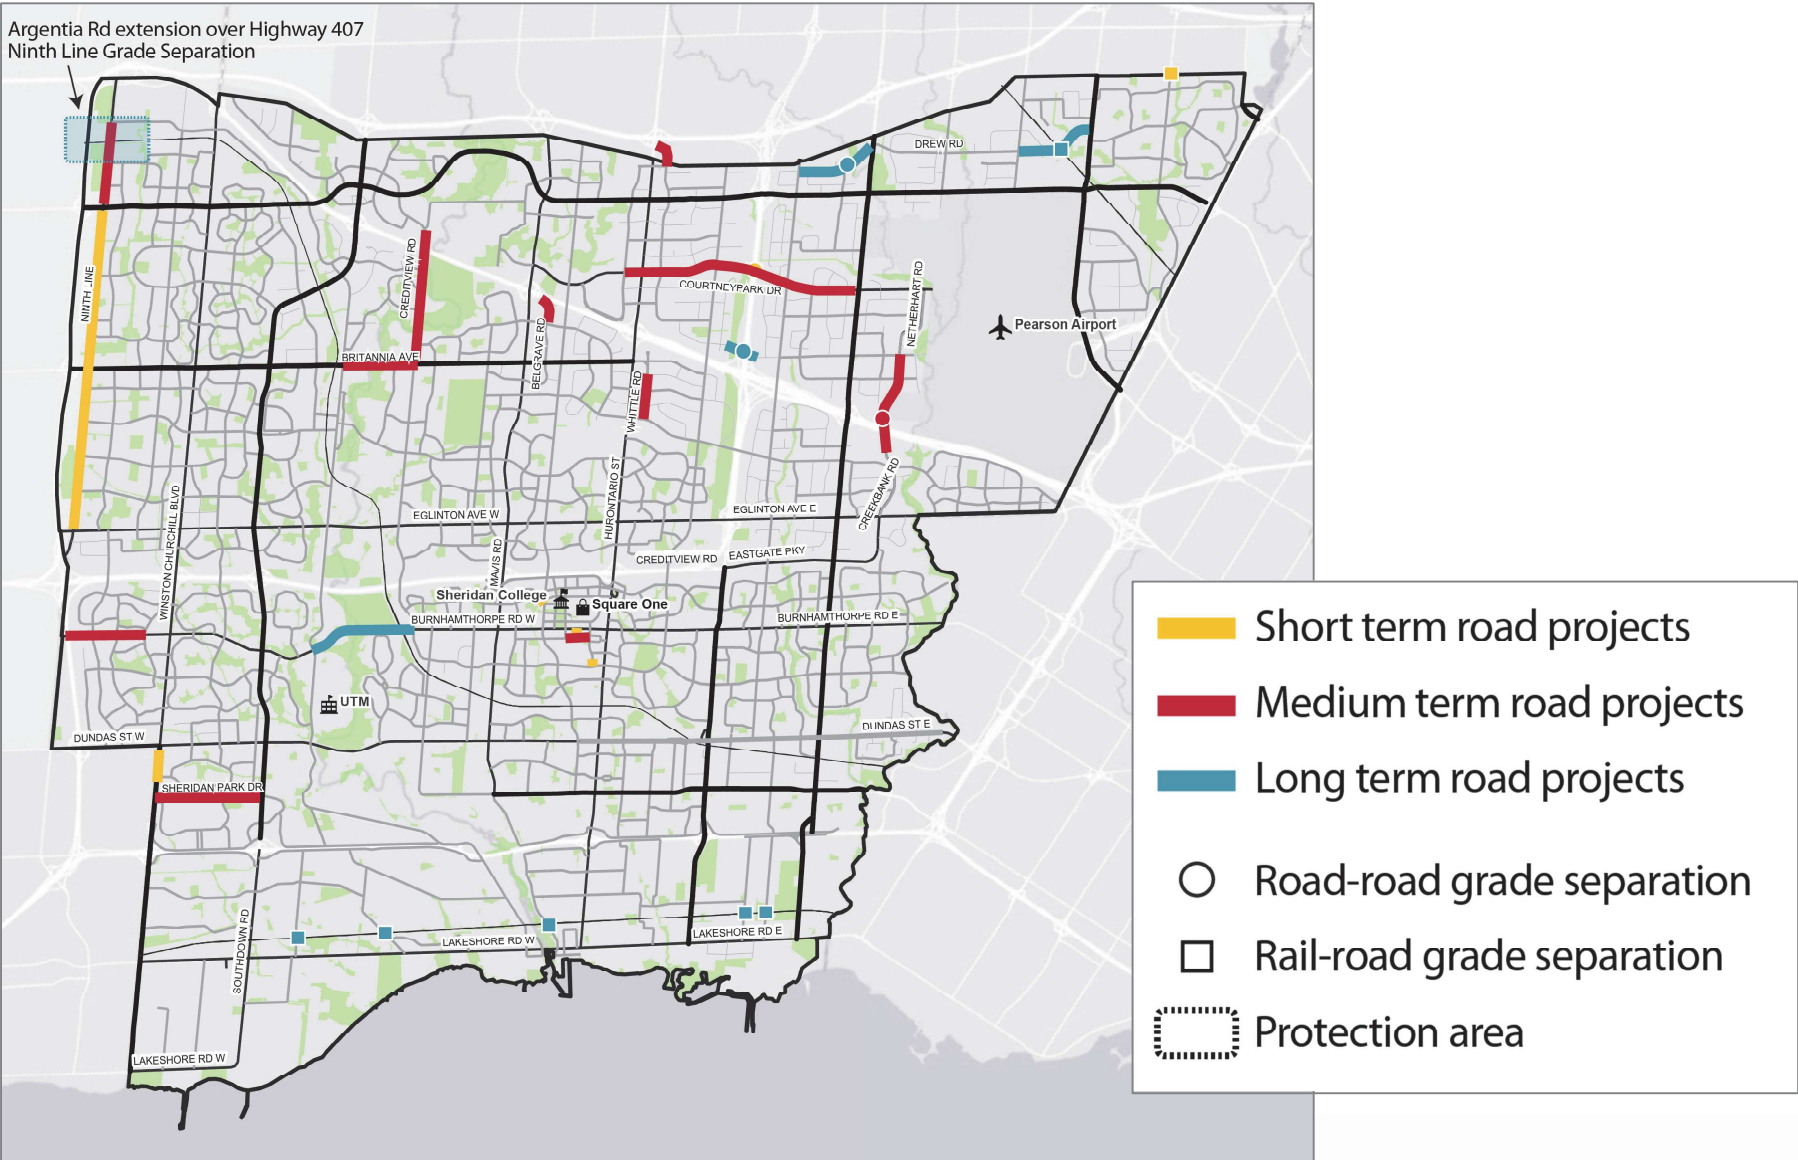 Argentia Rd extension over Highway 407
Ninth Line Grade Separation
DREW RD
NINTH LINE
CREDITVIEW RD
COURTNEYPARK DR
NETHERHART RD
Pearson Airport
BRITANNIA AVE
BELGRAVE RD
WHITTLE RD
WINSTON CHURCHILL BLVD
HURONTARIO ST
CREEKBANK RD
EGLINTON AVE W
EGLINTON AVE E
MAVIS RD
CREDITVIEW RD
EASTGATE PKY
Sheridan College
Square One
BURNHAMTHORPE RD W
BURNHAMTHORPE RD E
UTM
DUNDAS ST W
DUNDAS ST E
SHERIDAN PARK DR
SOUTHDOWN RD
LAKESHORE RD W
LAKESHORE RD E
LAKESHORE RD W
Short term road projects
Medium term road projects
Long term road projects
Road-road grade separation
Rail-road grade separation
Protection area